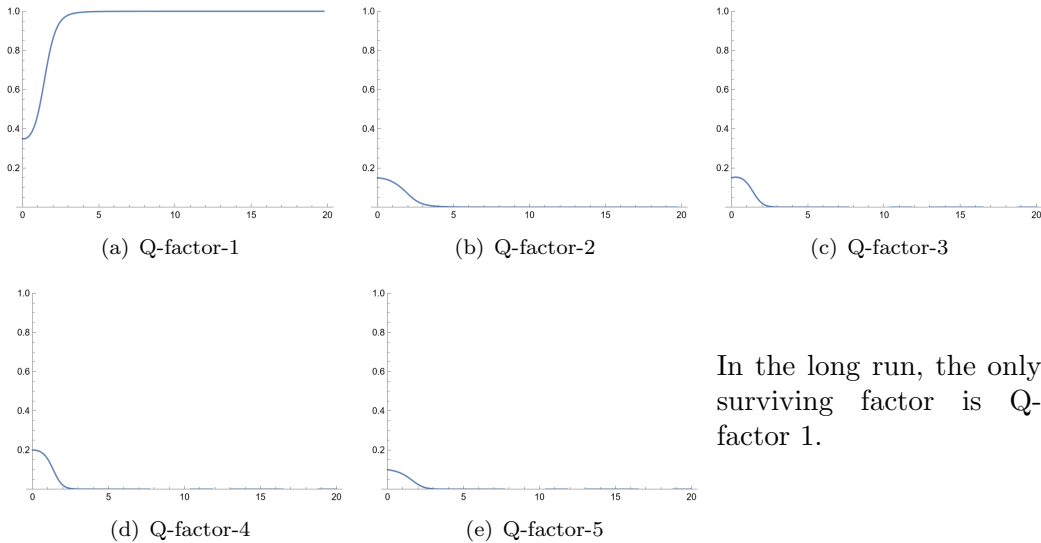 1.0 1.0 1.0
0.8 0.8 0.8
0.6 0.6 0.6
0.4 0.4 0.4
0.2 0.2 0.2
0 5 10 15 20 0 5 10 15 20 0 5 10 15 20
(a) Q-factor-1 (b) Q-factor-2 (c) Q-factor-3
1.0 1.0
0.8 0.8
0.6 0.6
0.4 0.4
0.2 0.2
0 5 10 15 20 0 5 10 15 20
(d) Q-factor-4 (e) Q-factor-5
In the long run, the only
surviving factor is Q-
factor 1.